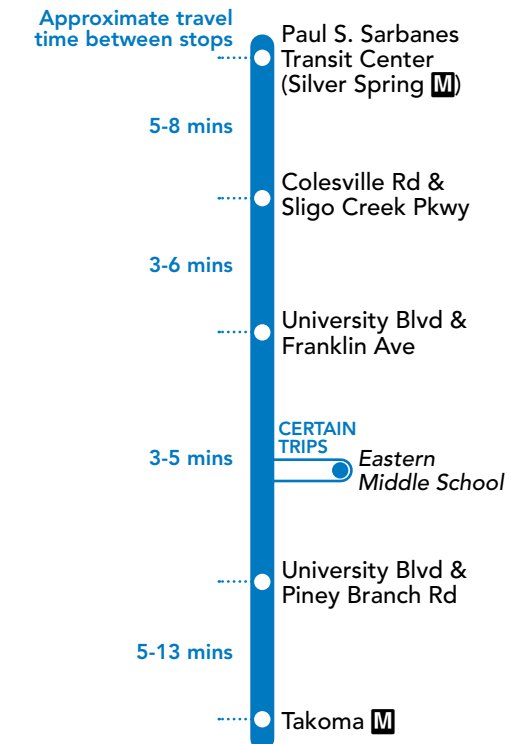 Approximate travel
time between stops
Paul S. Sarbanes
Transit Center
(Silver Spring M)
5-8 mins
Colesville Rd &
Sligo Creek Pkwy
3-6 mins
University Blvd &
Franklin Ave
CERTAIN
TRIPS
3-5 mins
Eastern
Middle School
University Blvd &
Piney Branch Rd
5-13 mins
Takoma M